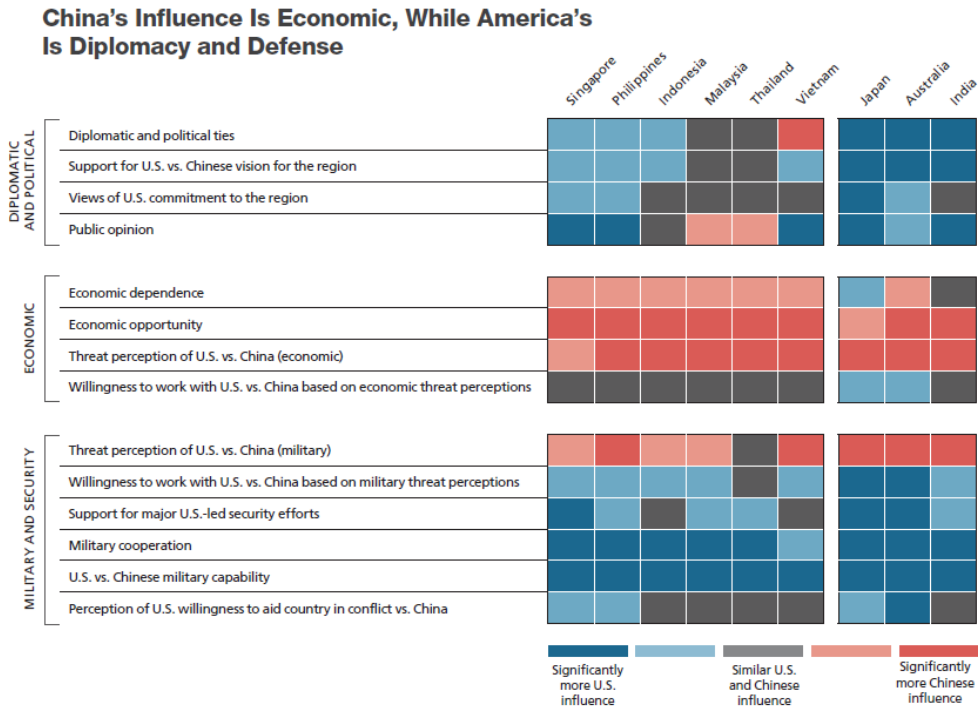 China's Influence Is Economic, While America's
Is Diplomacy and Defense
Singapore
Philippines
Indonesia
Malaysia
Thailand
Vietnam
Japan
Australia
India
DIPLOMATIC
AND POLITICAL
Diplomatic and political ties
Support for U.S. vs. Chinese vision for the region
Views of U.S. commitment to the region
Public opinion
ECONOMIC
Economic dependence
Economic opportunity
Threat perception of U.S. vs. China (economic)
Willingness to work with U.S. vs. China based on economic threat perceptions
MILITARY AND SECURITY
Threat perception of U.S. vs. China (military)
Willingness to work with U.S. vs. China based on military threat perceptions
Support for major U.S.-led security efforts
Military cooperation
U.S. vs. Chinese military capability
Perception of U.S. willingness to aid country in conflict vs. China
Significantly
more U.S.
influence
Similar U.S.
and Chinese
influence
Significantly
more Chinese
influence